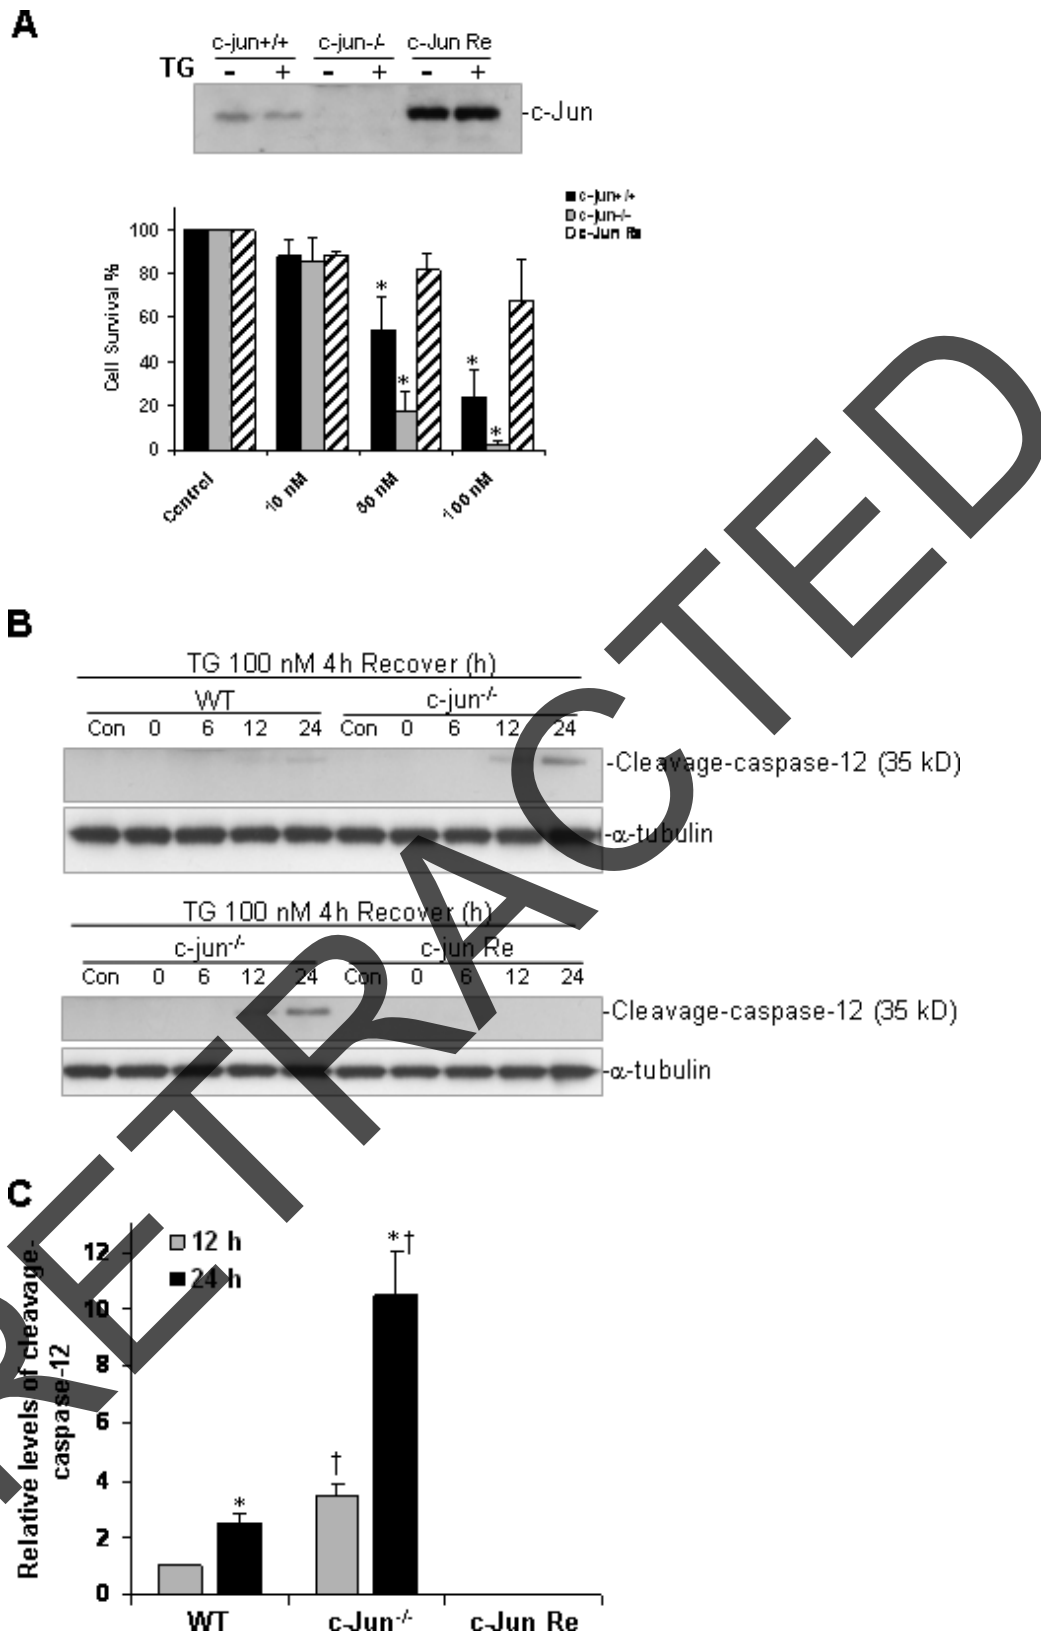 A
c-jun+/+ c-jun-/- c-Jun Re
TG - + - + - +
-c-Jun
c-jun+/+
c-jun-/-
c-Jun Re
Cell Survival %
100
80
60
40
20
0
* * * *
Control 10 nM 50 nM 100 nM
B
TG 100 nM 4h Recover (h)
WT c-jun-/-
Con 0 6 12 24 Con 0 6 12 24
-Cleavage-caspase-12 (35 kD)
-α-tubulin
TG 100 nM 4h Recover (h)
c-jun-/- c-jun Re
Con 0 6 12 24 Con 0 6 12 24
-Cleavage-caspase-12 (35 kD)
-α-tubulin
C
Relative levels of cleavage-
caspase-12
12 h
24 h
12
10
8
6
4
2
0
* † *†
WT c-Jun-/- c-Jun Re
RETRACTED